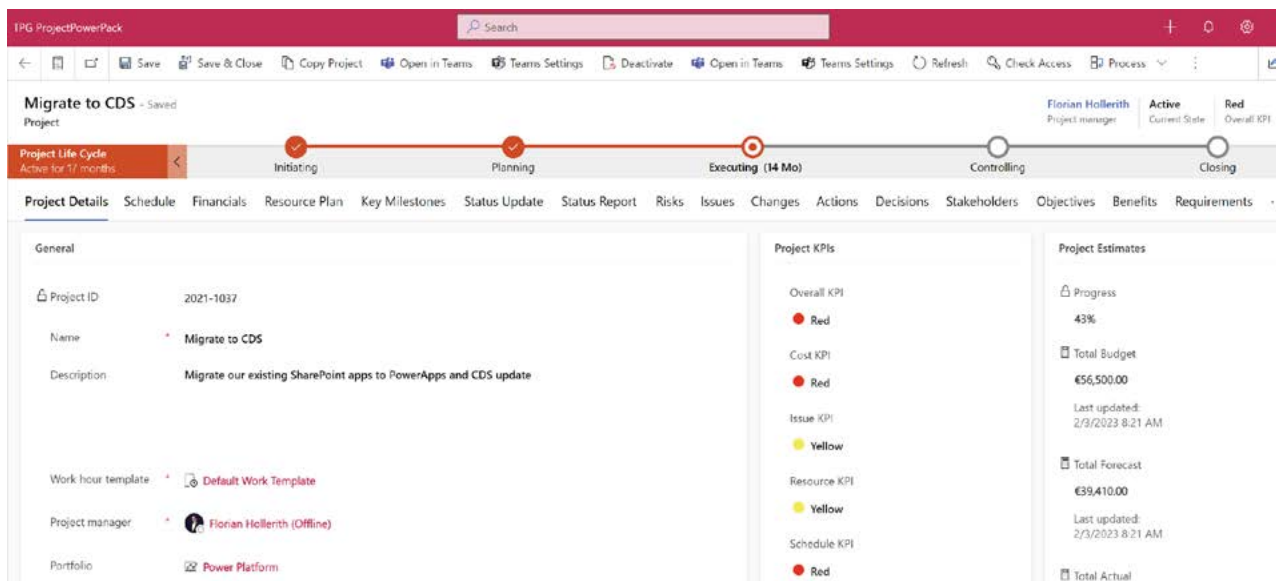 TPG ProjectPowerPack
Search
Save
Save & Close
Copy Project
Open in Teams
Teams Settings
Deactivate
Open in Teams
Teams Settings
Refresh
Check Access
Process
Migrate to CDS - Saved
Project
Florian Hollerith
Project manager
Active
Current State
Red
Overall KPI
Project Life Cycle
Active for 17 months
Initiating
Planning
Executing (14 Mo)
Controlling
Closing
Project Details
Schedule
Financials
Resource Plan
Key Milestones
Status Update
Status Report
Risks
Issues
Changes
Actions
Decisions
Stakeholders
Objectives
Benefits
Requirements
General
Project ID
2021-1037
Name *
Migrate to CDS
Description
Migrate our existing SharePoint apps to PowerApps and CDS update
Work hour template *
Default Work Template
Project manager *
Florian Hollerith (Offline)
Portfolio
Power Platform
Project KPIs
Overall KPI
Red
Cost KPI
Red
Issue KPI
Yellow
Resource KPI
Yellow
Schedule KPI
Red
Project Estimates
Progress
43%
Total Budget
€56,500.00
Last updated:
2/3/2023 8:21 AM
Total Forecast
€39,410.00
Last updated:
2/3/2023 8:21 AM
Total Actual